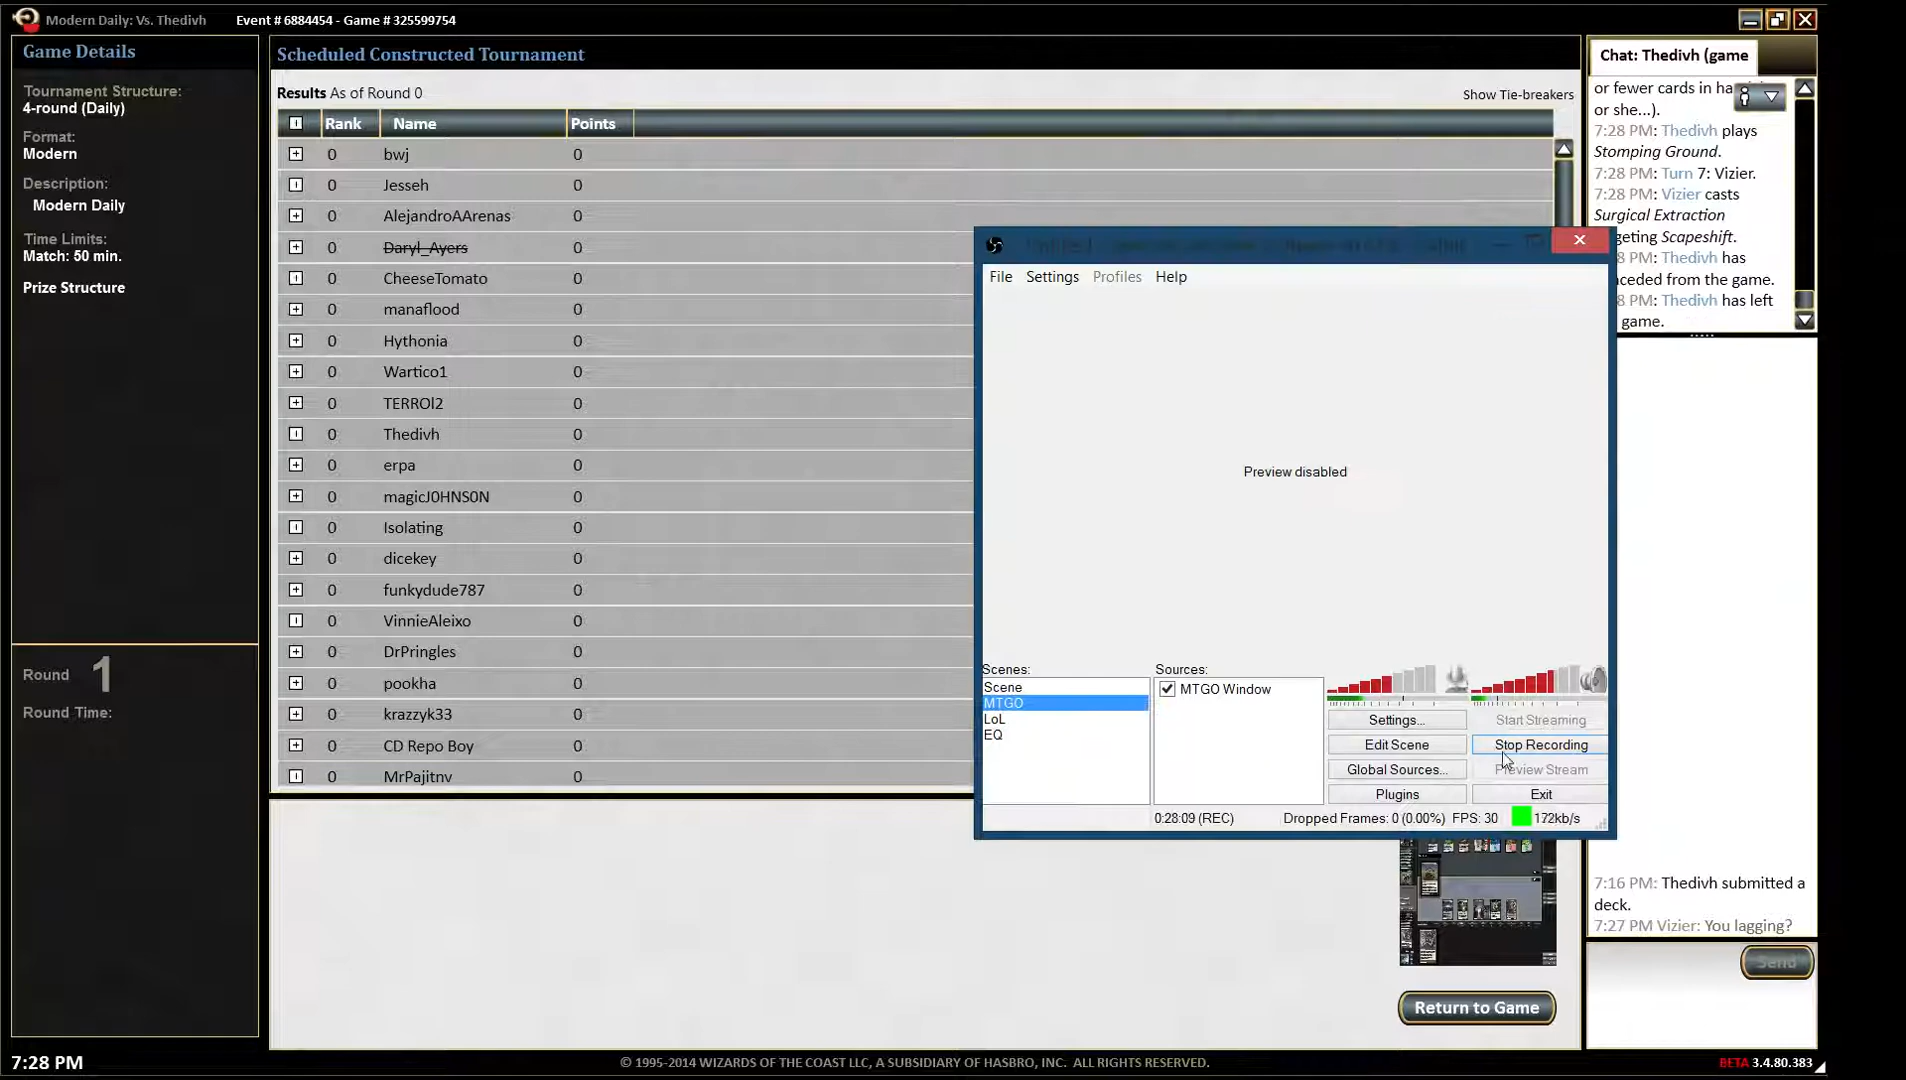 Modern Daily: Vs. Thedivh
Event # 6884454 - Game # 325599754
Game Details
Tournament Structure:
4-round (Daily)
Format:
Modern
Description:
Modern Daily
Time Limits:
Match: 50 min.
Prize Structure
Round 1
Round Time:
7:28 PM
Scheduled Constructed Tournament
Results As of Round 0
Show Tie-breakers
Rank Name Points
0 bwj 0
0 Jesseh 0
0 AlejandroAArenas 0
0 Daryl_Ayers 0
0 CheeseTomato 0
0 manaflood 0
0 Hythonia 0
0 Wartico1 0
0 TERROl2 0
0 Thedivh 0
0 erpa 0
0 magicJ0HNS0N 0
0 Isolating 0
0 dicekey 0
0 funkydude787 0
0 VinnieAleixo 0
0 DrPringles 0
0 pookha 0
0 krazzyk33 0
0 CD Repo Boy 0
0 MrPajitnv 0
File Settings Profiles Help
Preview disabled
Scenes:
Scene
MTGO
LoL
EQ
Sources:
MTGO Window
Settings... Start Streaming
Edit Scene Stop Recording
Global Sources... Preview Stream
Plugins Exit
0:28:09 (REC) Dropped Frames: 0 (0.00%) FPS: 30 172kb/s
Return to Game
Chat: Thedivh (game
or fewer cards in ha
or she...).
7:28 PM: Thedivh plays
Stomping Ground.
7:28 PM: Turn 7: Vizier.
7:28 PM: Vizier casts
Surgical Extraction
geting Scapeshift.
PM: Thedivh has
ceded from the game.
8 PM: Thedivh has left
game.
7:16 PM: Thedivh submitted a
deck.
7:27 PM Vizier: You lagging?
Send
© 1995-2014 WIZARDS OF THE COAST LLC, A SUBSIDIARY OF HASBRO, INC. ALL RIGHTS RESERVED.
BETA 3.4.80.383